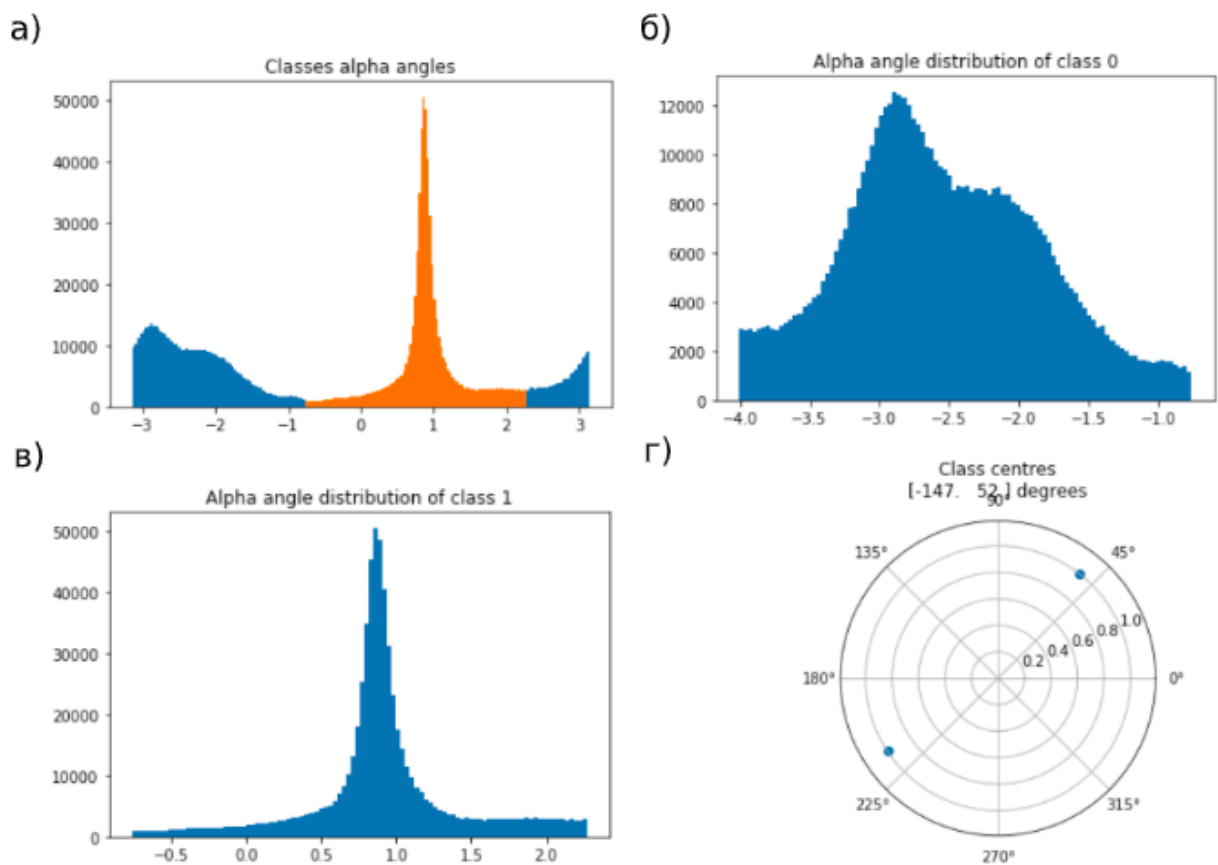 а)
Classes alpha angles
50000
40000
30000
20000
10000
0
−3 −2 −1 0 1 2 3
б)
Alpha angle distribution of class 0
12000
10000
8000
6000
4000
2000
0
−4.0 −3.5 −3.0 −2.5 −2.0 −1.5 −1.0
в)
Alpha angle distribution of class 1
50000
40000
30000
20000
10000
0
−0.5 0.0 0.5 1.0 1.5 2.0
г)
Class centres
[-147. 52.] degrees
90°
135° 45°
1.0
0.8
0.6
0.4
0.2
180° 0°
225° 315°
270°